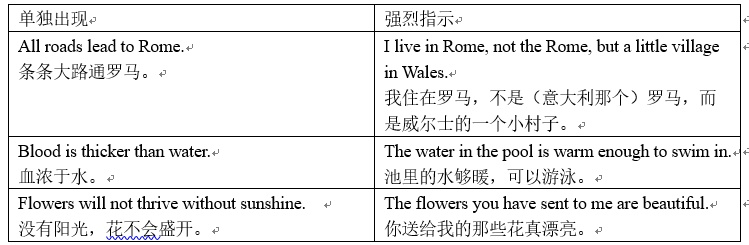 单独出现
强烈指示
All roads lead to Rome.
条条大路通罗马。
I live in Rome, not the Rome, but a little village
in Wales.
我住在罗马，不是（意大利那个）罗马，而
是威尔士的一个小村子。
Blood is thicker than water.
血浓于水。
The water in the pool is warm enough to swim in.
池里的水够暖，可以游泳。
Flowers will not thrive without sunshine.
没有阳光，花不会盛开。
The flowers you have sent to me are beautiful.
你送给我的那些花真漂亮。